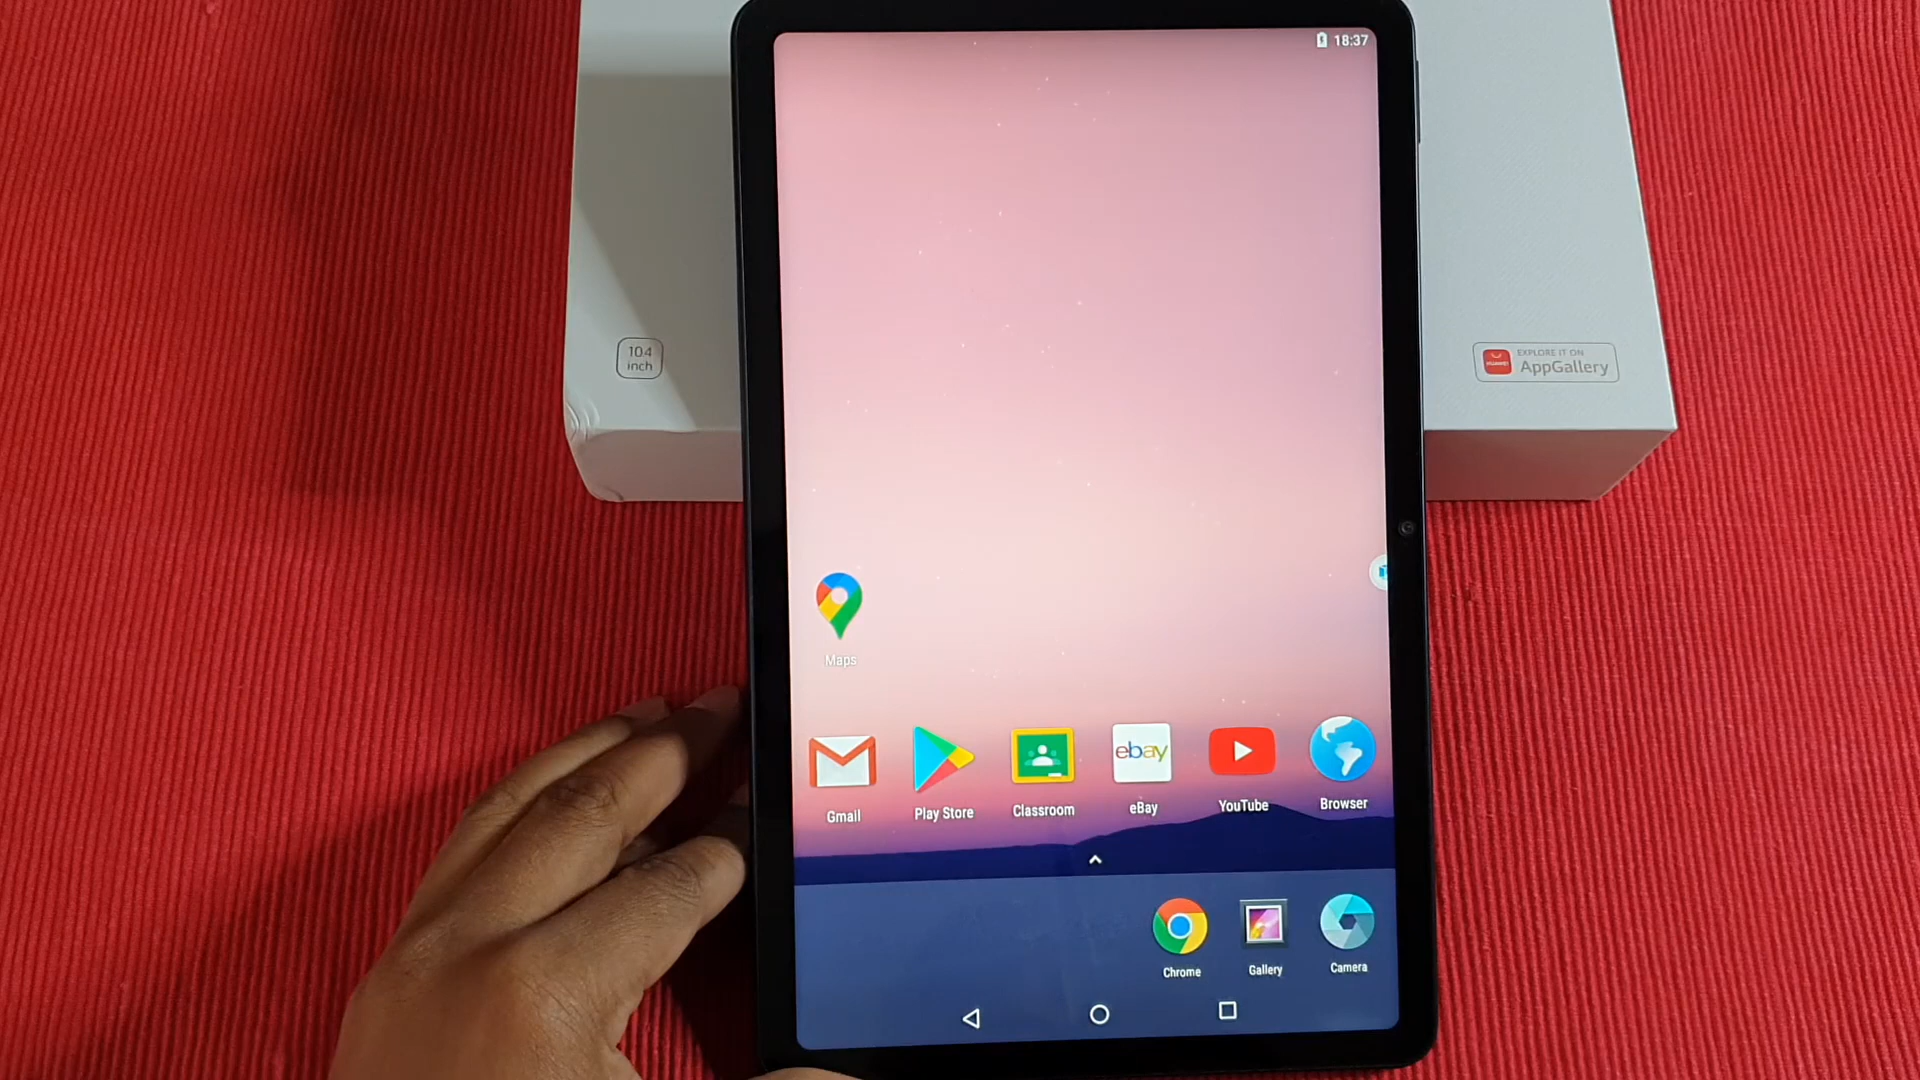 18:37
10.4
inch
EXPLORE IT ON
AppGallery
HUAWEI
Maps
ebay
Gmail
Play Store
Classroom
eBay
YouTube
Browser
Chrome
Gallery
Camera